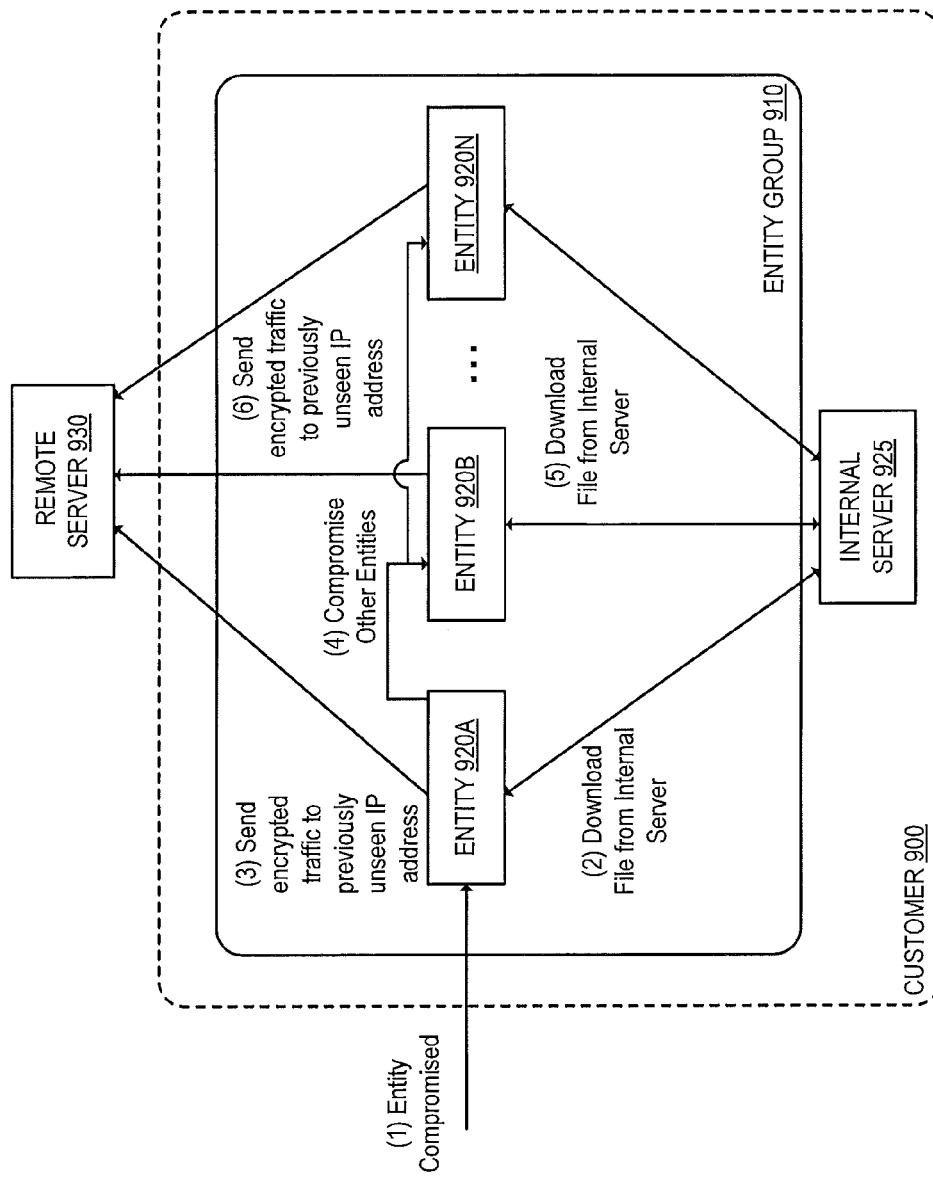 (1) Entity
Compromised
CUSTOMER 900
ENTITY GROUP 910
REMOTE
SERVER 930
(3) Send
encrypted
traffic to
previously
unseen IP
address
ENTITY 920A
(2) Download
File from Internal
Server
(4) Compromise
Other Entities
ENTITY 920B
(6) Send
encrypted traffic
to previously
unseen IP
address
...
(5) Download
File from Internal
Server
ENTITY 920N
INTERNAL
SERVER 925